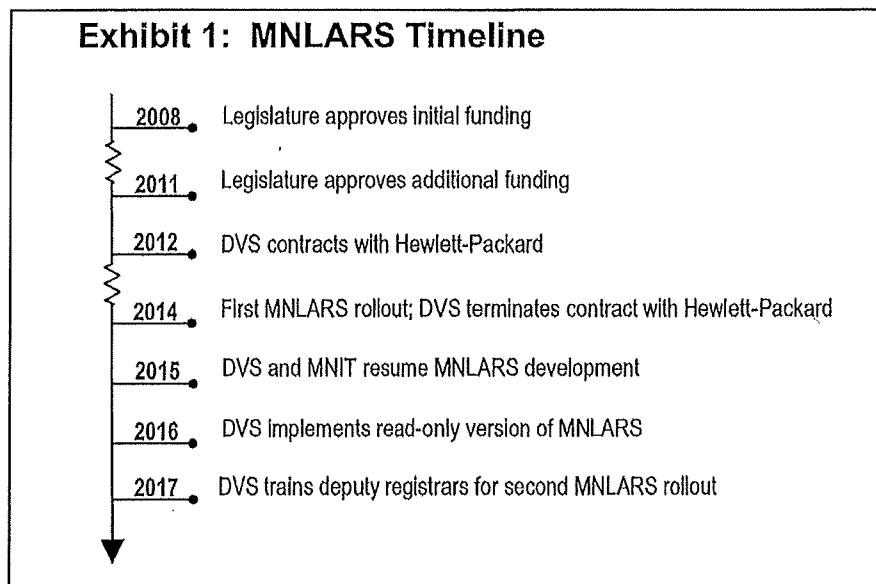 Exhibit 1: MNLARS Timeline
2008 Legislature approves initial funding
2011 Legislature approves additional funding
2012 DVS contracts with Hewlett-Packard
2014 First MNLARS rollout; DVS terminates contract with Hewlett-Packard
2015 DVS and MNIT resume MNLARS development
2016 DVS implements read-only version of MNLARS
2017 DVS trains deputy registrars for second MNLARS rollout